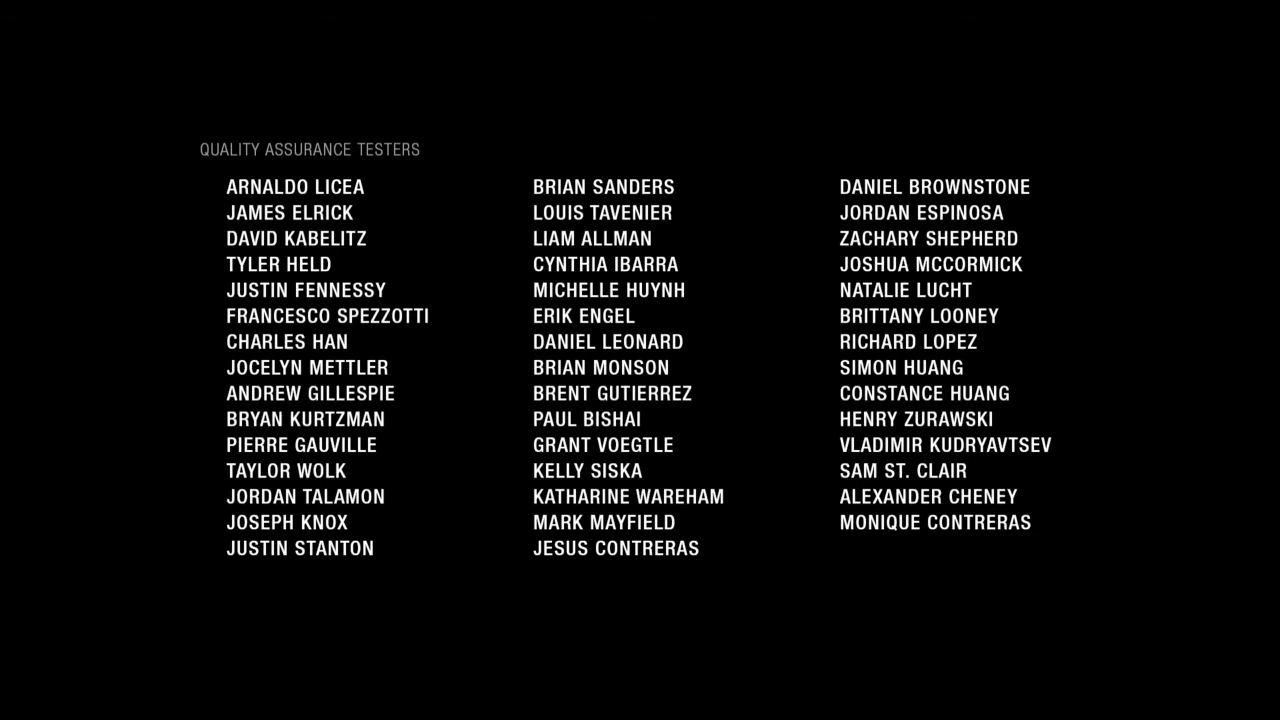 QUALITY ASSURANCE TESTERS
ARNALDO LICEA
JAMES ELRICK
DAVID KABELITZ
TYLER HELD
JUSTIN FENNESSY
FRANCESCO SPEZZOTTI
CHARLES HAN
JOCELYN METTLER
ANDREW GILLESPIE
BRYAN KURTZMAN
PIERRE GAUVILLE
TAYLOR WOLK
JORDAN TALAMON
JOSEPH KNOX
JUSTIN STANTON
BRIAN SANDERS
LOUIS TAVENIER
LIAM ALLMAN
CYNTHIA IBARRA
MICHELLE HUYNH
ERIK ENGEL
DANIEL LEONARD
BRIAN MONSON
BRENT GUTIERREZ
PAUL BISHAI
GRANT VOEGTLE
KELLY SISKA
KATHARINE WAREHAM
MARK MAYFIELD
JESUS CONTRERAS
DANIEL BROWNSTONE
JORDAN ESPINOSA
ZACHARY SHEPHERD
JOSHUA MCCORMICK
NATALIE LUCHT
BRITTANY LOONEY
RICHARD LOPEZ
SIMON HUANG
CONSTANCE HUANG
HENRY ZURAWSKI
VLADIMIR KUDRYAVTSEV
SAM ST. CLAIR
ALEXANDER CHENEY
MONIQUE CONTRERAS